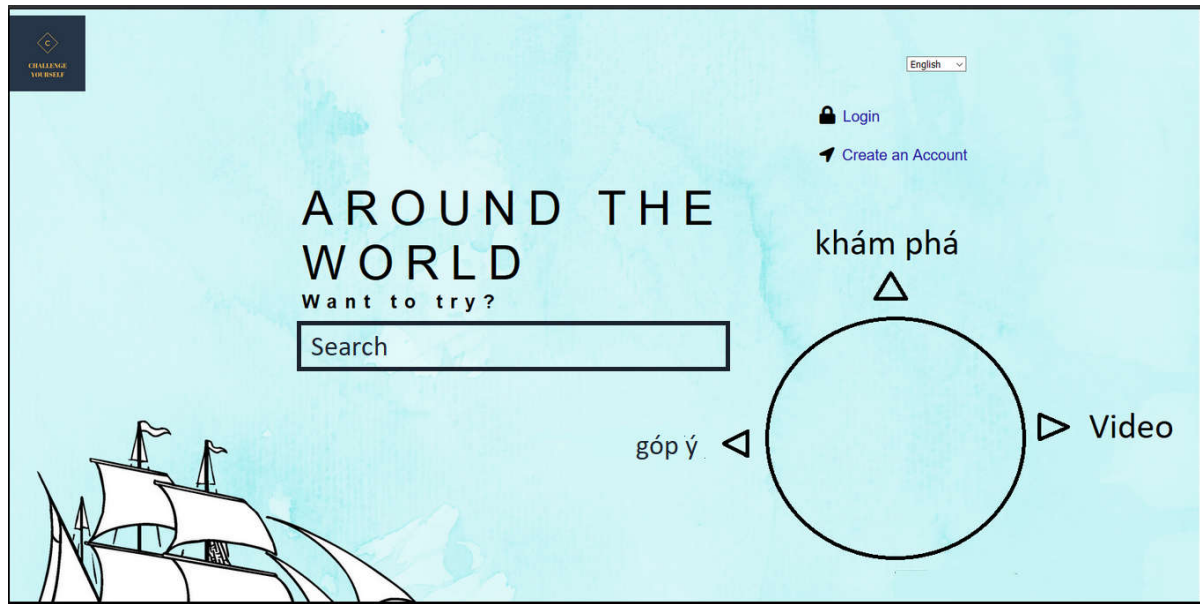 C
CHALLENGE
YOURSELF
English
Login
Create an Account
AROUND THE
WORLD
Want to try?
Search
khám phá
góp ý
Video